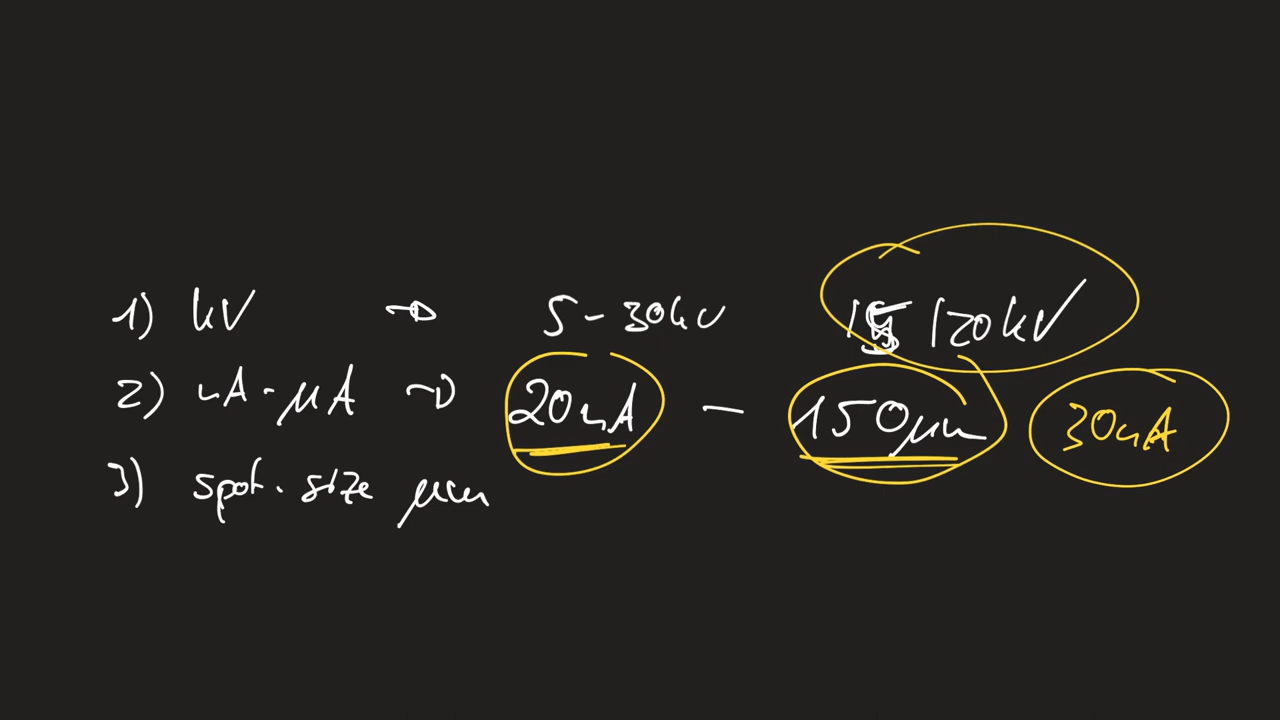 1) kV → 5 - 30kV 120kV
2) nA - μA → 20nA - 150μm 30nA
3) spot-size μm